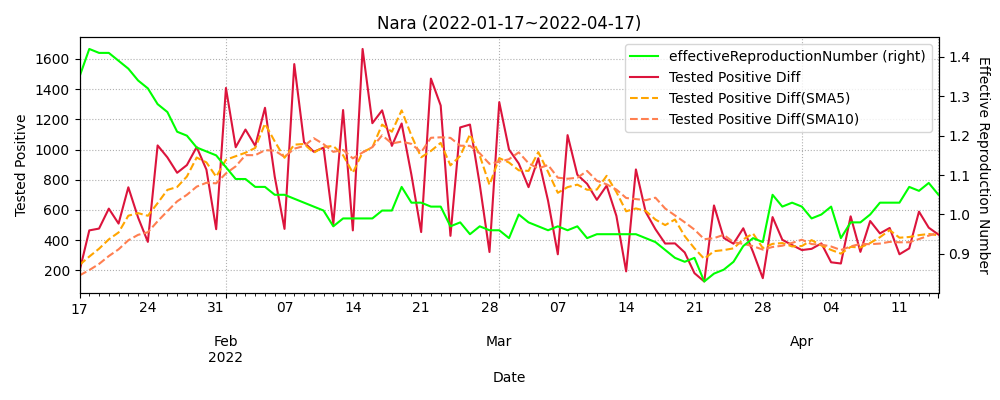 Nara (2022-01-17~2022-04-17)
effectiveReproductionNumber (right)
Tested Positive Diff
Tested Positive Diff(SMA5)
Tested Positive Diff(SMA10)
Tested Positive
1600
1400
1200
1000
800
600
400
200
Effective Reproduction Number
1.4
1.3
1.2
1.1
1.0
0.9
17 24 31 07 14 21 28 07 14 21 28 04 11
Feb Mar Apr
2022
Date